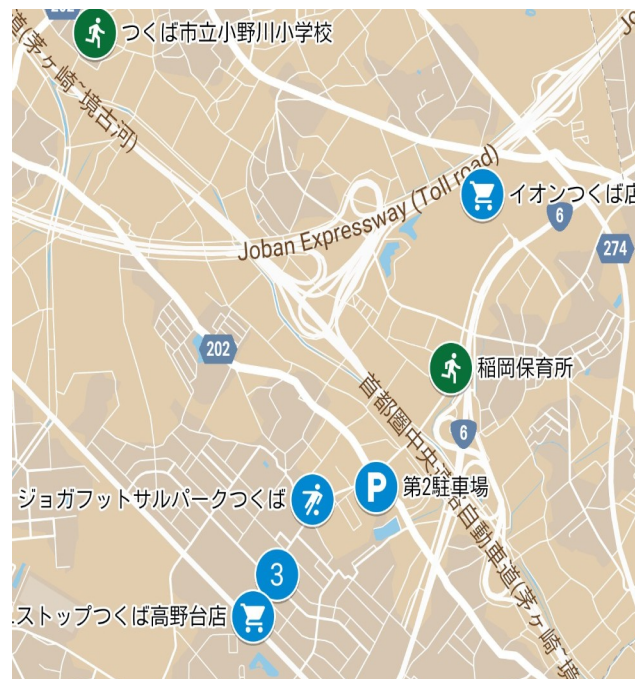 つくば市立小野川小学校
道(茅ヶ崎~境古河)
Joban Expressway (Toll road)
イオンつくば店
6
274
202
稲岡保育所
6
首都圏中央連絡自動車道(茅ヶ崎~境
P
第2駐車場
ジョガフットサルパークつくば
3
ストップつくば高野台店